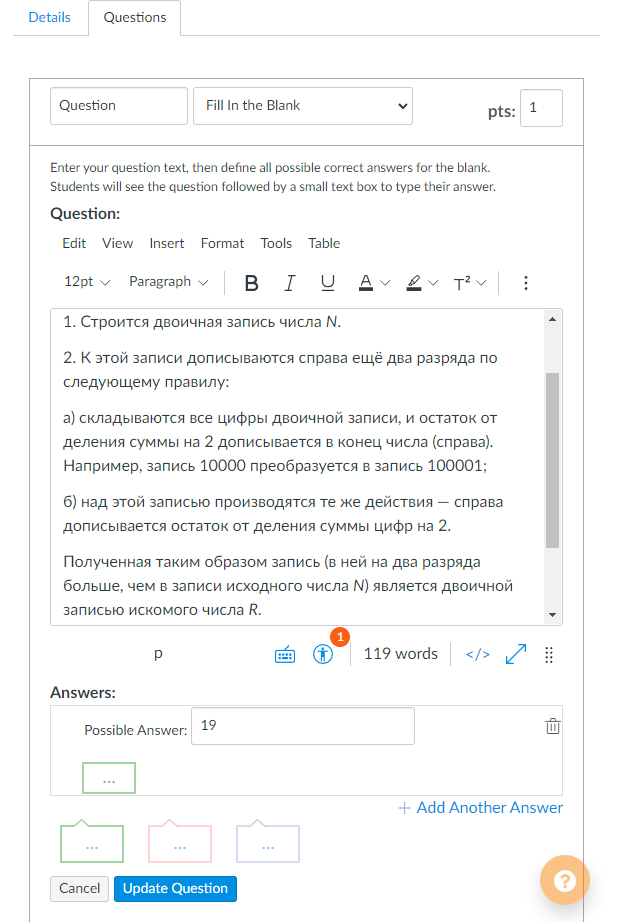 Details Questions
Question Fill In the Blank pts: 1
Enter your question text, then define all possible correct answers for the blank.
Students will see the question followed by a small text box to type their answer.
Question:
Edit View Insert Format Tools Table
12pt Paragraph B I U A T²
1. Строится двоичная запись числа N.
2. К этой записи дописываются справа ещё два разряда по
следующему правилу:
а) складываются все цифры двоичной записи, и остаток от
деления суммы на 2 дописывается в конец числа (справа).
Например, запись 10000 преобразуется в запись 100001;
б) над этой записью производятся те же действия — справа
дописывается остаток от деления суммы цифр на 2.
Полученная таким образом запись (в ней на два разряда
больше, чем в записи исходного числа N) является двоичной
записью искомого числа R.
p 1 119 words </>
Answers:
Possible Answer: 19
...
+ Add Another Answer
... ... ...
?
Cancel Update Question